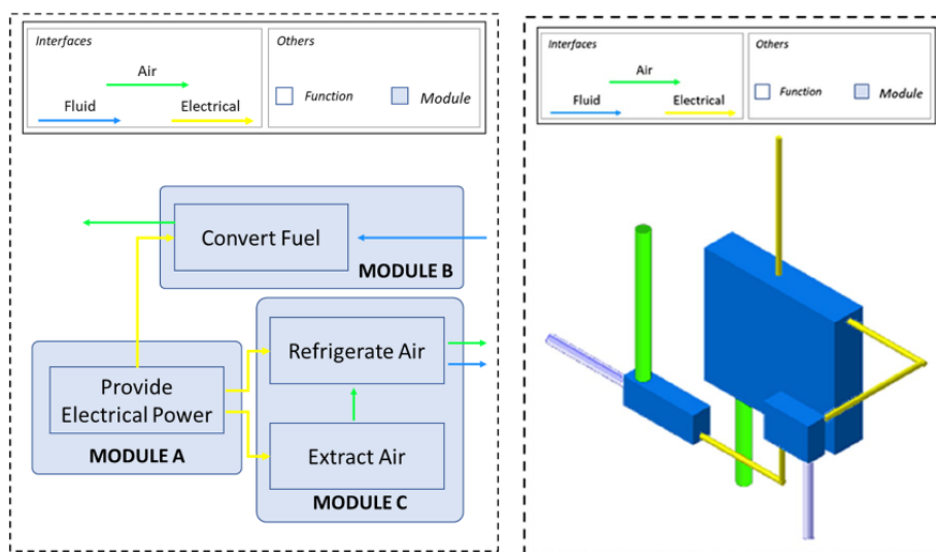 Interfaces
Others
Air
Fluid
Electrical
Function
Module
Convert Fuel
MODULE B
Refrigerate Air
Provide
Electrical Power
MODULE A
Extract Air
MODULE C
Interfaces
Others
Air
Fluid
Electrical
Function
Module